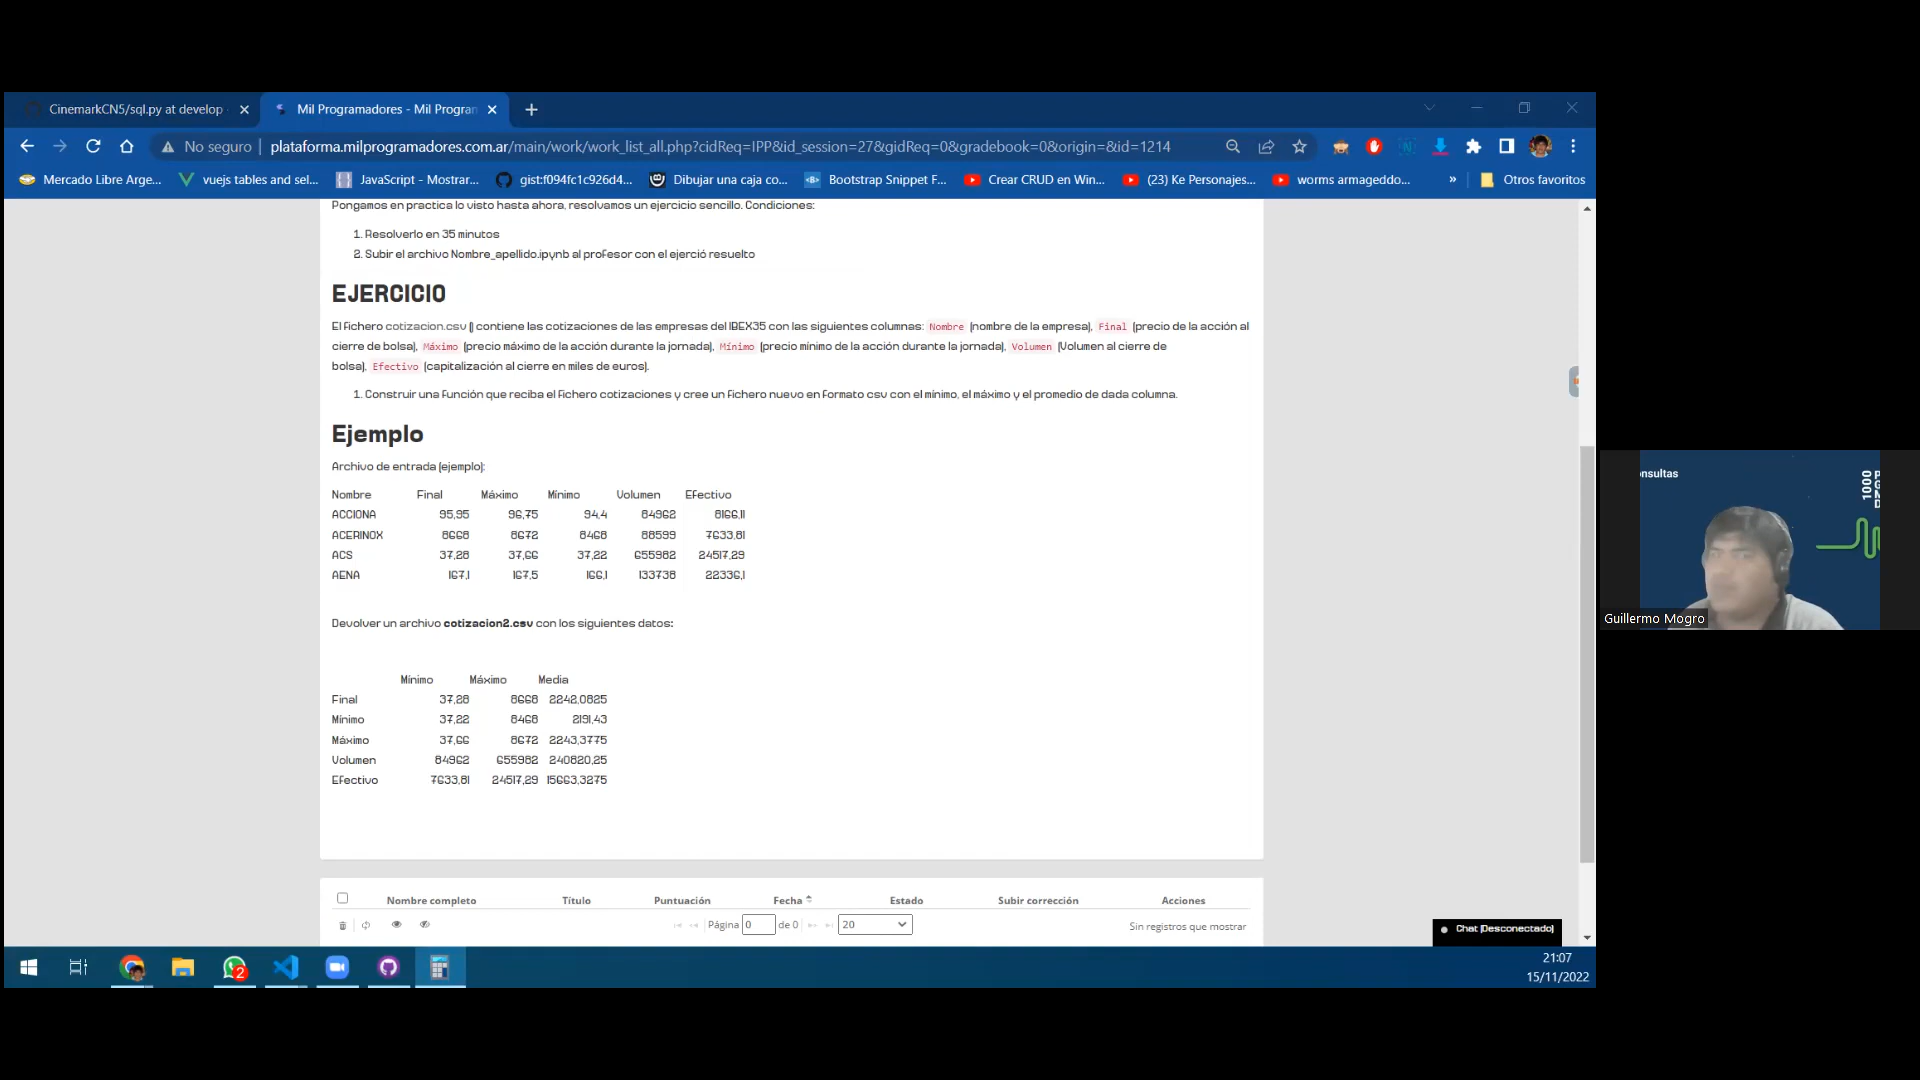 CinemarkCN5/sql.py at develop
Mil Programadores - Mil Progran
No seguro
plataforma.milprogramadores.com.ar/main/work/work_list_all.php?cidReq=IPP&id_session=27&gidReq=0&gradebook=0&origin=&id=1214
Mercado Libre Arge... vuejs tables and sel... JavaScript - Mostrar... gist:f094fc1c926d4... Dibujar una caja co... Bootstrap Snippet F... Crear CRUD en Win... (23) Ke Personajes... worms armageddo... » Otros favoritos
Pongamos en practica lo visto hasta ahora, resolvamos un ejercicio sencillo. Condiciones:
1. Resolverlo en 35 minutos
2. Subir el archivo Nombre_apellido.ipynb al profesor con el ejerció resuelto
EJERCICIO
El fichero cotizacion.csv () contiene las cotizaciones de las empresas del IBEX35 con las siguientes columnas: Nombre (nombre de la empresa), Final (precio de la acción al
cierre de bolsa), Máximo (precio máximo de la acción durante la jornada), Mínimo (precio mínimo de la acción durante la jornada), Volumen (Volumen al cierre de
bolsa), Efectivo (capitalización al cierre en miles de euros).
1. Construir una función que reciba el fichero cotizaciones y cree un fichero nuevo en formato csv con el mínimo, el máximo y el promedio de dada columna.
Ejemplo
Archivo de entrada (ejemplo):
Nombre Final Máximo Mínimo Volumen Efectivo
ACCIONA 95,95 96,75 94,4 84962 8166,11
ACERINOX 8668 8672 8468 88599 7633,81
ACS 37,28 37,66 37,22 655982 24517,29
AENA 167,1 167,5 166,1 133738 22336,1
Devolver un archivo cotizacion2.csv con los siguientes datos:
Mínimo Máximo Media
Final 37,28 8668 2242,0825
Mínimo 37,22 8468 2191,43
Máximo 37,66 8672 2243,3775
Volumen 84962 655982 240820,25
Efectivo 7633,81 24517,29 15663,3275
Nombre completo Título Puntuación Fecha Estado Subir corrección Acciones
Página 0 de 0 20 Sin registros que mostrar
Chat (Desconectado)
2
21:07
15/11/2022
onsultas
1000
Guillermo Mogro